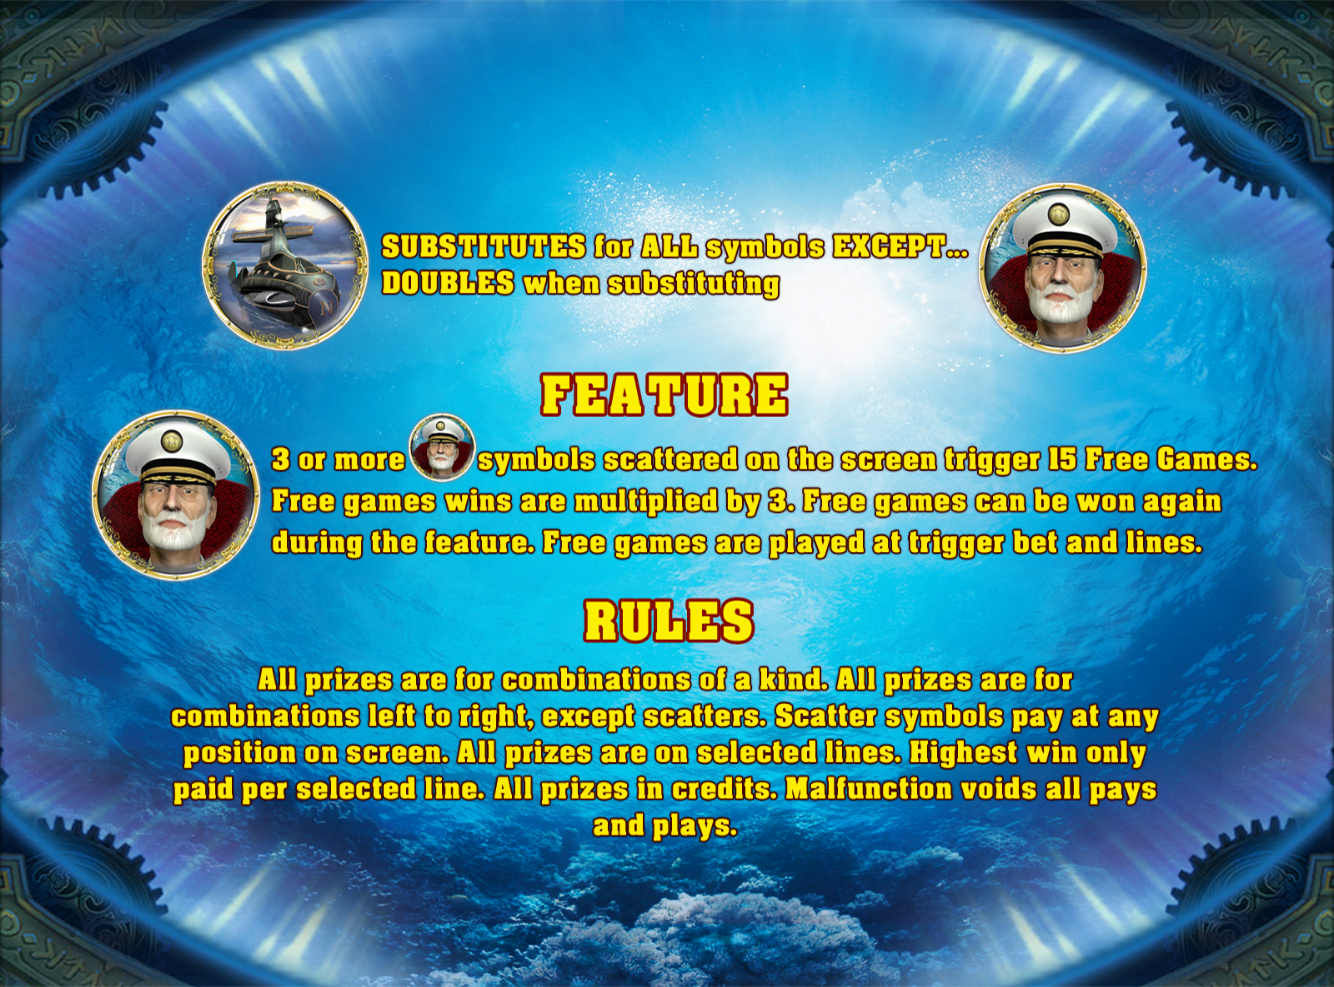 SUBSTITUTES for ALL symbols EXCEPT...
DOUBLES when substituting
FEATURE
3 or more symbols scattered on the screen trigger 15 Free Games.
Free games wins are multiplied by 3. Free games can be won again
during the feature. Free games are played at trigger bet and lines.
RULES
All prizes are for combinations of a kind. All prizes are for
combinations left to right, except scatters. Scatter symbols pay at any
position on screen. All prizes are on selected lines. Highest win only
paid per selected line. All prizes in credits. Malfunction voids all pays
and plays.